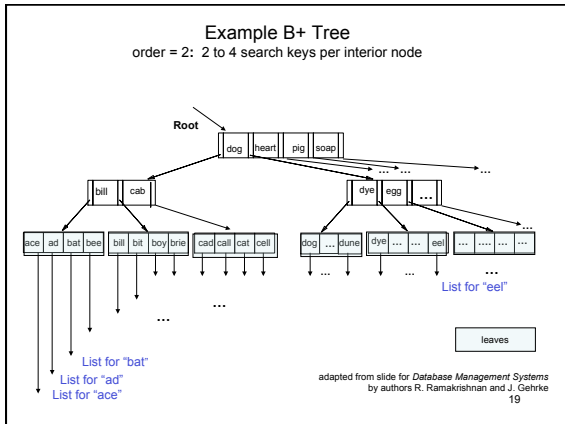 Example B+ Tree
order = 2: 2 to 4 search keys per interior node
Root
dog heart pig soap
... ... ...
bill cab
dye egg ...
...
ace ad bat bee bill bit boy brie cad call cat cell dog ... dune dye ... ... eel ... .... ... ...
... ... ... ... ...
...
List for “eel”
List for “bat”
List for “ad”
List for “ace”
leaves
adapted from slide for Database Management Systems
by authors R. Ramakrishnan and J. Gehrke
19